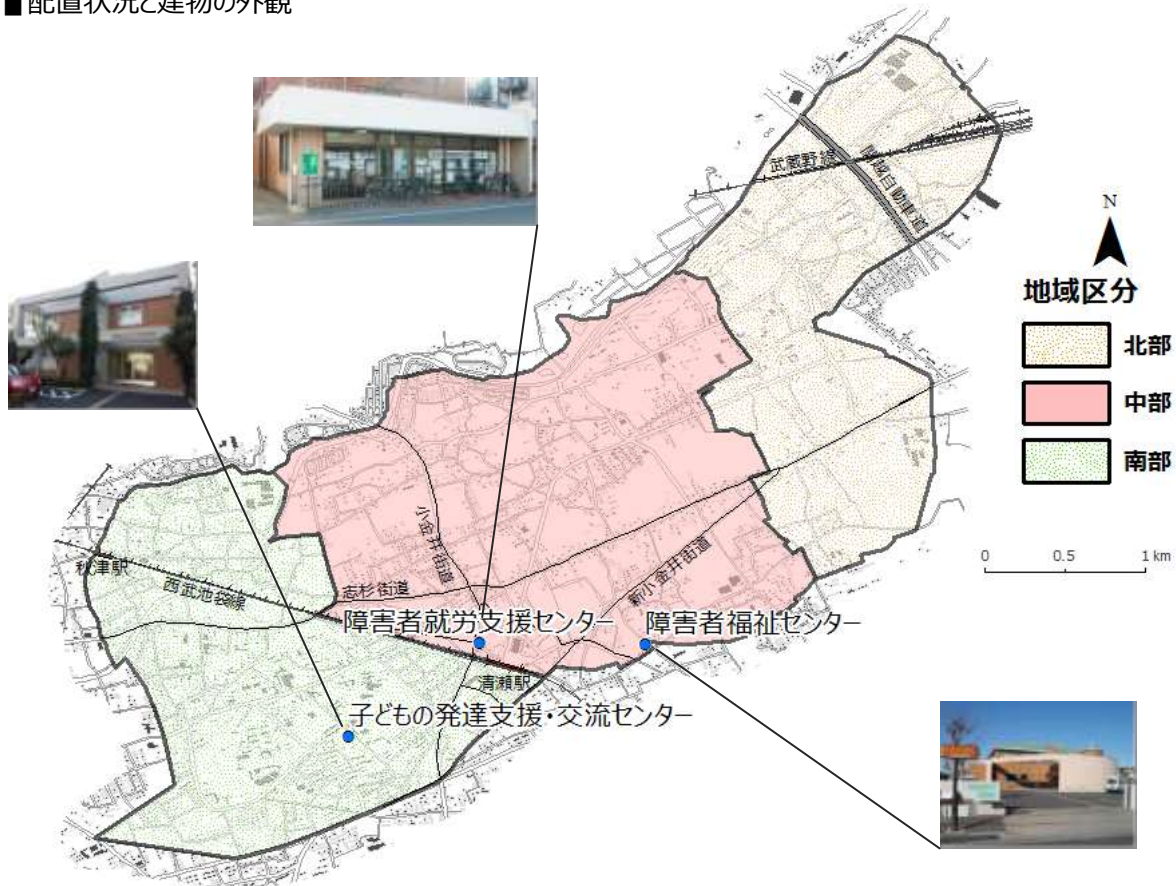 ■配置状況と建物の外観
武蔵野線
関越自動車道
N
地域区分
北部
中部
南部
0 0.5 1 km
小金井街道
新小金井街道
秋津駅
西武池袋線
志杉街道
障害者就労支援センター
障害者福祉センター
清瀬駅
子どもの発達支援・交流センター